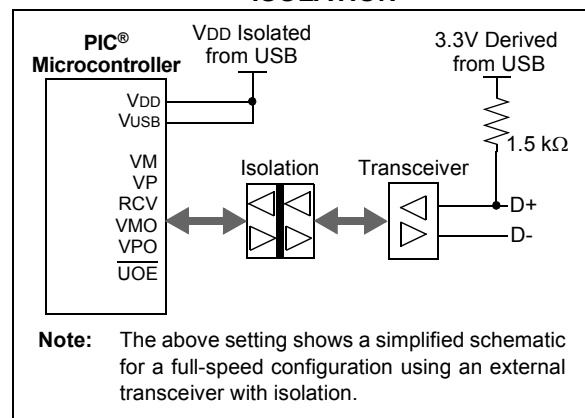 PIC®
Microcontroller
VDD Isolated
from USB
3.3V Derived
from USB
VDD
VUSB
1.5 kΩ
VM
VP
RCV
VMO
VPO
UOE
Isolation
Transceiver
D+
D-
Note: The above setting shows a simplified schematic
for a full-speed configuration using an external
transceiver with isolation.